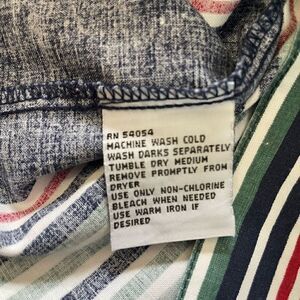 RN 54054
MACHINE WASH COLD
WASH DARKS SEPARATELY
TUMBLE DRY MEDIUM
REMOVE PROMPTLY FROM
DRYER
USE ONLY NON-CHLORINE
BLEACH WHEN NEEDED
USE WARM IRON IF
DESIRED